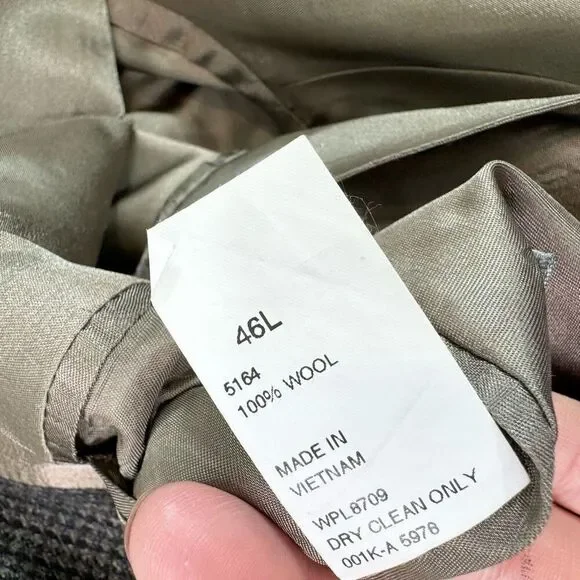 46L
5164
100% WOOL
MADE IN
VIETNAM
WPL8709
DRY CLEAN ONLY
001K-A 5978